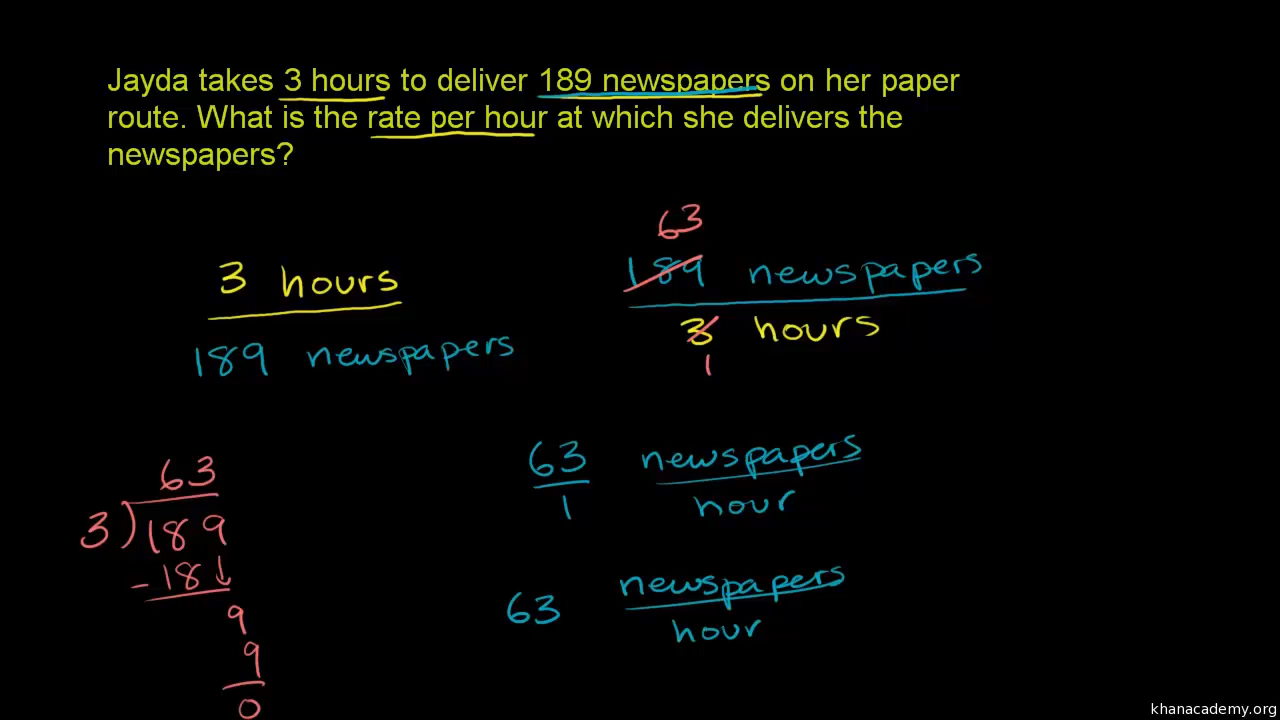 Jayda takes 3 hours to deliver 189 newspapers on her paper
route. What is the rate per hour at which she delivers the
newspapers?
3 hours
189 newspapers
63
189 newspapers
3 hours
1
63 newspapers
1 hour
63 newspapers
hour
63
3)189
-18↓
9
9
0
khanacademy.org